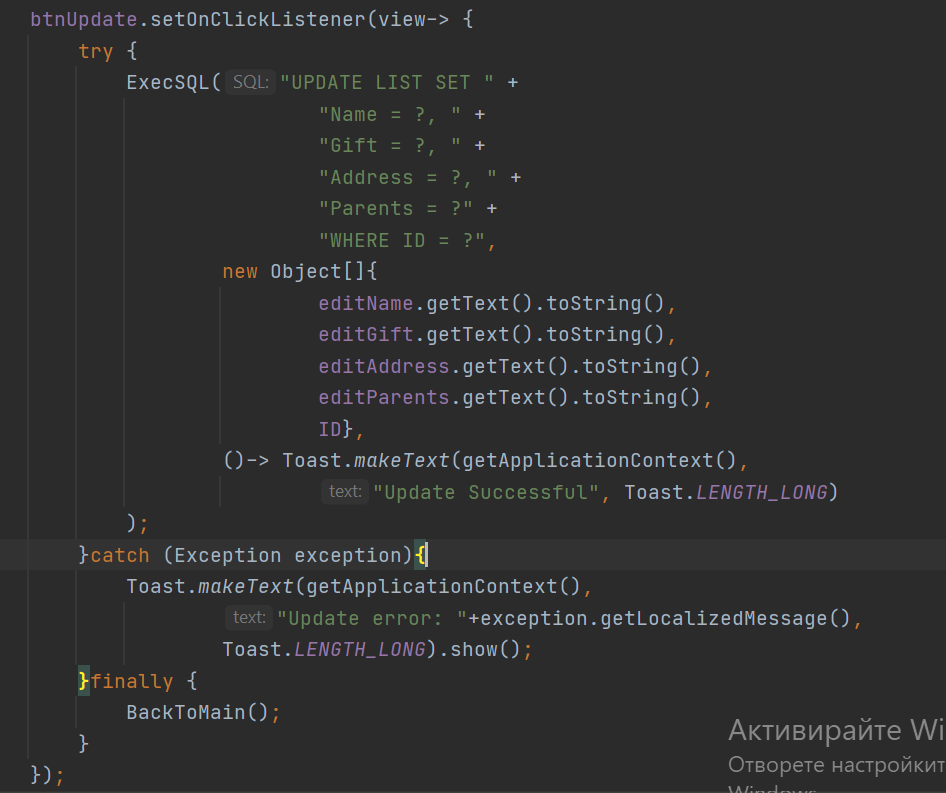 btnUpdate.setOnClickListener(view-> {
try {
ExecSQL( SQL: "UPDATE LIST SET " +
"Name = ?, " +
"Gift = ?, " +
"Address = ?, " +
"Parents = ?" +
"WHERE ID = ?",
new Object[]{
editName.getText().toString(),
editGift.getText().toString(),
editAddress.getText().toString(),
editParents.getText().toString(),
ID},
()-> Toast.makeText(getApplicationContext(),
text: "Update Successful", Toast.LENGTH_LONG)
);
}catch (Exception exception){
Toast.makeText(getApplicationContext(),
text: "Update error: "+exception.getLocalizedMessage(),
Toast.LENGTH_LONG).show();
}finally {
BackToMain();
}
});
Активирайте Wi
Отворете настройкит
Windows